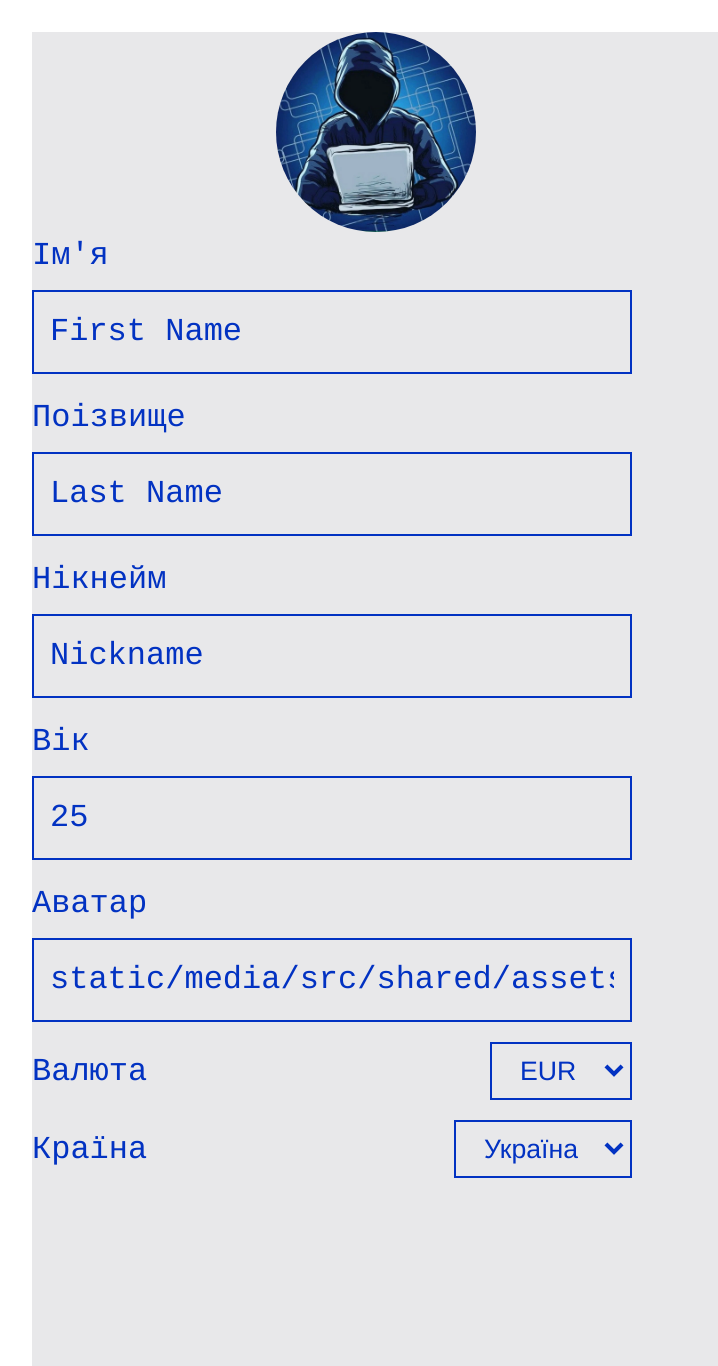 Ім'я
First Name
Поізвище
Last Name
Нікнейм
Nickname
Вік
25
Аватар
static/media/src/shared/assets
Валюта
EUR
Країна
Україна